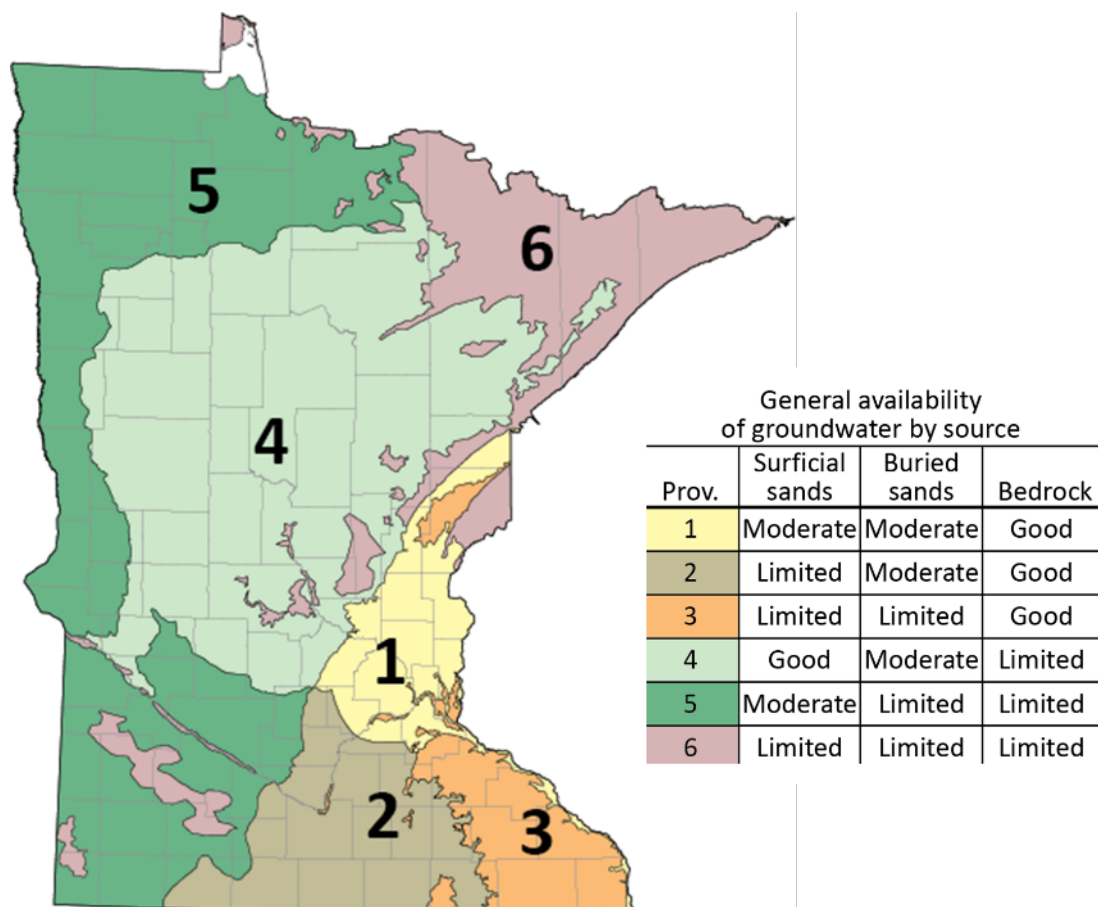 5
6
4
1
2
3
General availability
of groundwater by source
Prov. Surficial sands Buried sands Bedrock
1 Moderate Moderate Good
2 Limited Moderate Good
3 Limited Limited Good
4 Good Moderate Limited
5 Moderate Limited Limited
6 Limited Limited Limited